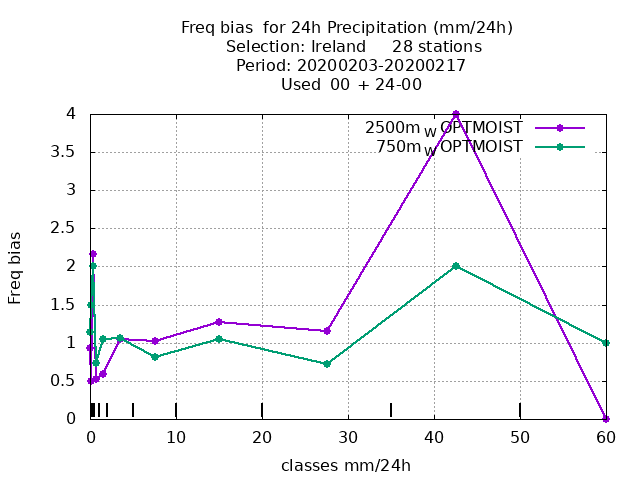 Freq bias  for 24h Precipitation (mm/24h)
Selection: Ireland     28 stations
Period: 20200203-20200217
Used  00 + 24-00
2500m W OPTMOIST
750m W OPTMOIST
4
3.5
3
2.5
2
1.5
1
0.5
0
Freq bias
0 10 20 30 40 50 60
classes mm/24h